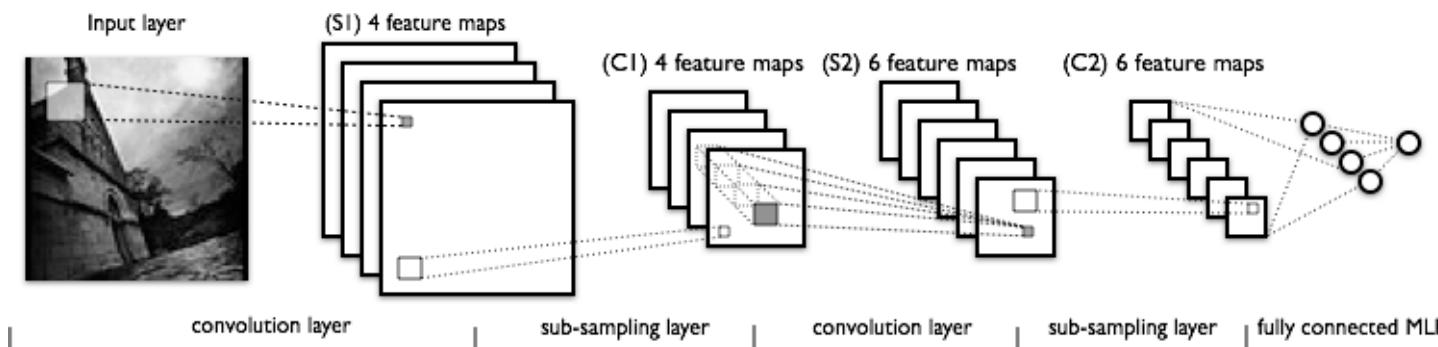 Input layer
(S1) 4 feature maps
(C1) 4 feature maps
(S2) 6 feature maps
(C2) 6 feature maps
convolution layer
sub-sampling layer
convolution layer
sub-sampling layer
fully connected